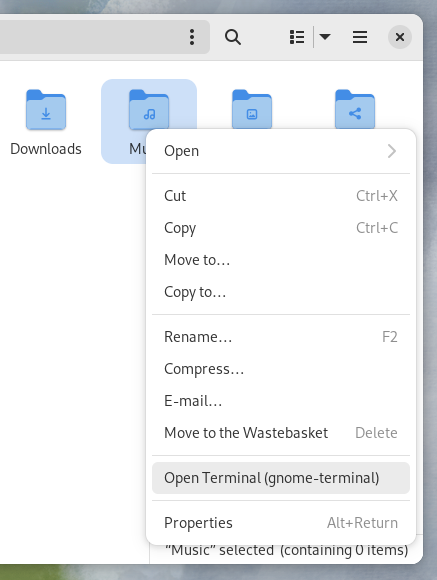 Downloads
Mu
Open
Cut Ctrl+X
Copy Ctrl+C
Move to…
Copy to…
Rename… F2
Compress…
E-mail…
Move to the Wastebasket Delete
Open Terminal (gnome-terminal)
Properties Alt+Return
“Music” selected (containing 0 items)